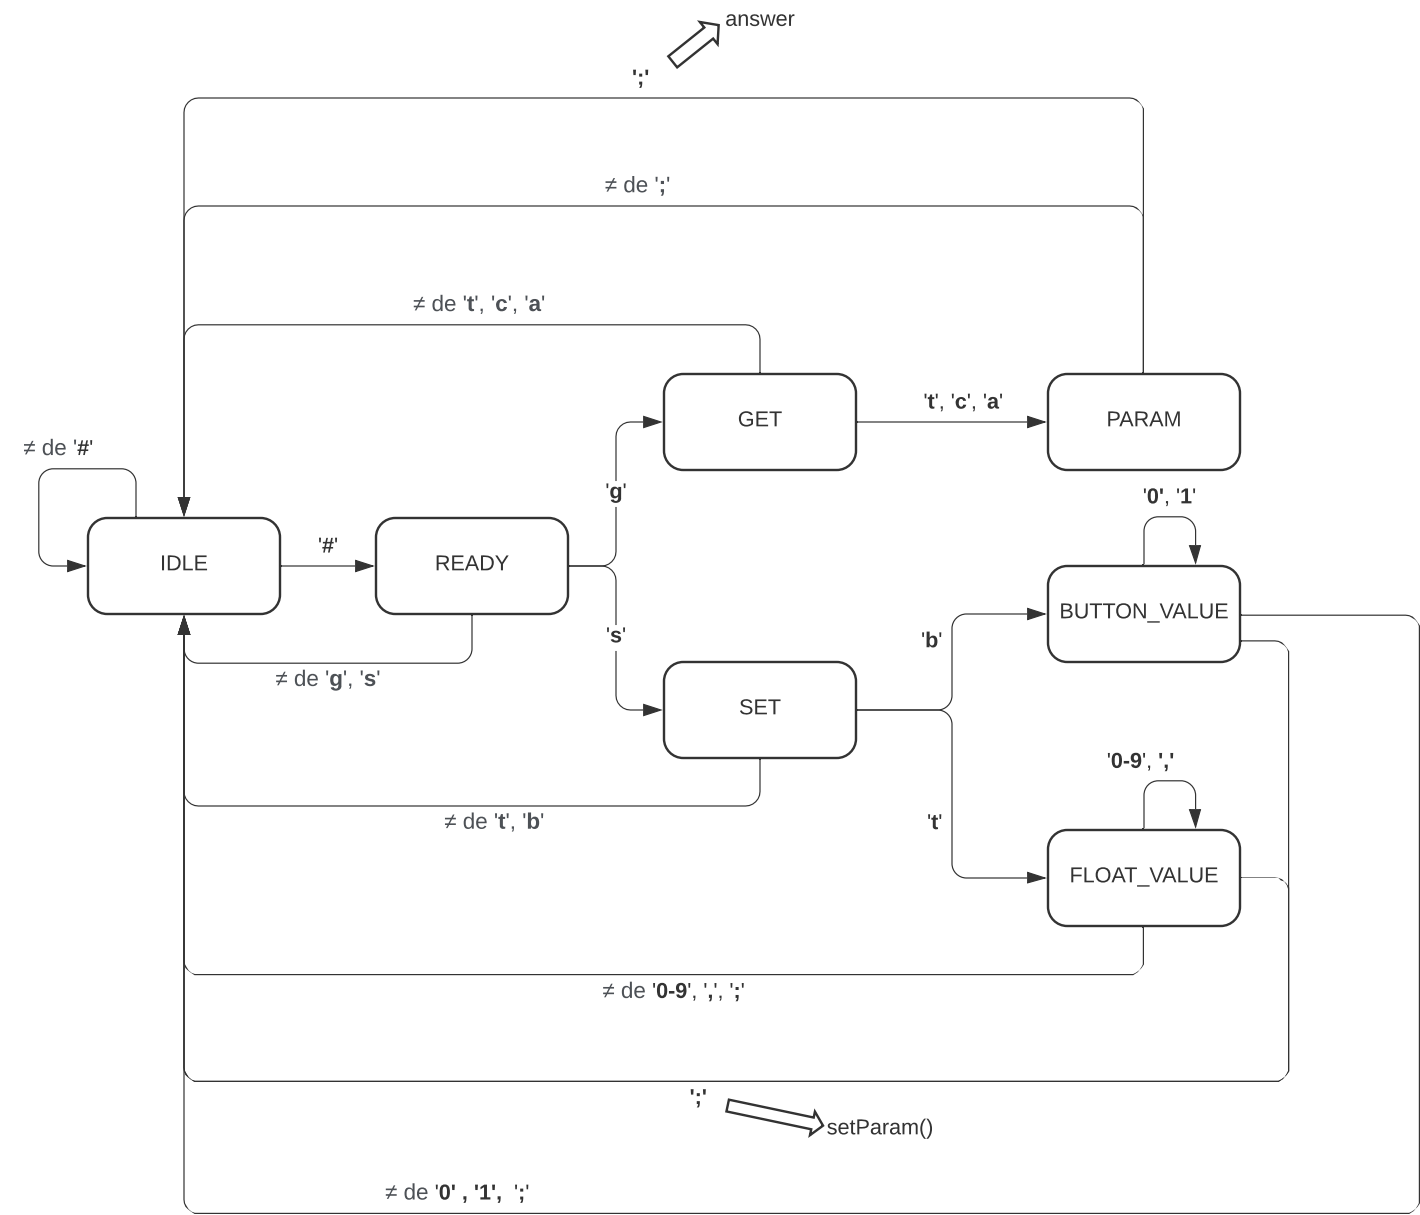 answer
';'
≠ de ';'
≠ de 't', 'c', 'a'
GET
't', 'c', 'a'
PARAM
≠ de '#'
'g'
'0', '1'
IDLE
'#'
READY
BUTTON_VALUE
's'
'b'
≠ de 'g', 's'
SET
'0-9', ','
≠ de 't', 'b'
't'
FLOAT_VALUE
≠ de '0-9', ',', ';'
';'
setParam()
≠ de '0' , '1', ';'